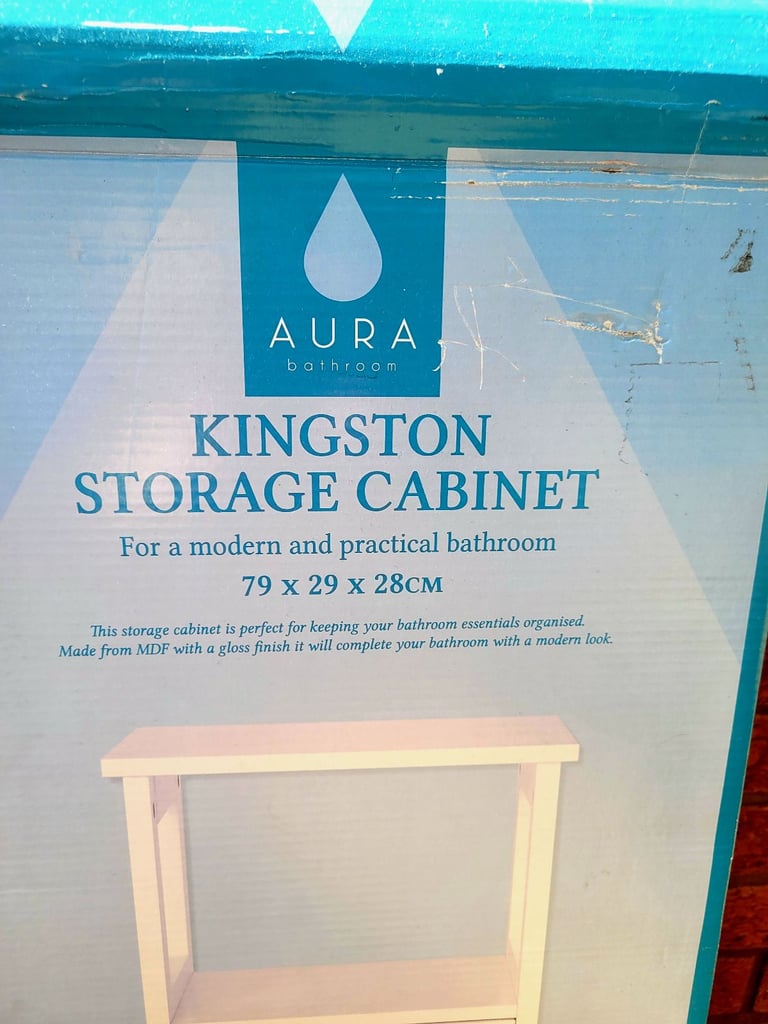 AURA
bathroom
KINGSTON
STORAGE CABINET
For a modern and practical bathroom
79 x 29 x 28CM
This storage cabinet is perfect for keeping your bathroom essentials organised.
Made from MDF with a gloss finish it will complete your bathroom with a modern look.